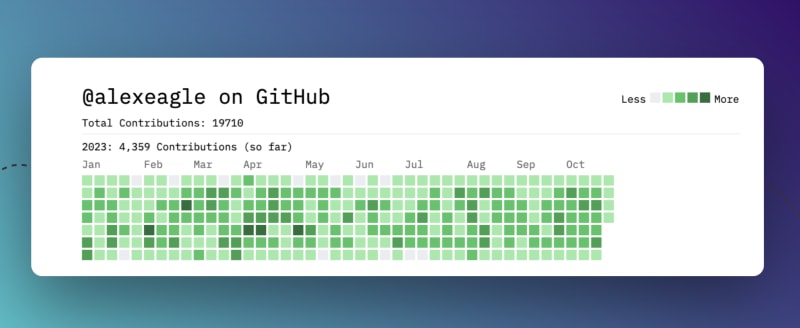 @alexeagle on GitHub
Less More
Total Contributions: 19710
2023: 4,359 Contributions (so far)
Jan Feb Mar Apr May Jun Jul Aug Sep Oct